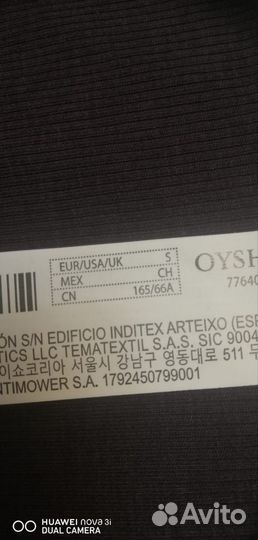 EUR/USA/UK S
MEX CH
CN 165/66A
OYSH
7764
S/N EDIFICIO INDITEX ARTEIXO (ESP
TICS LLC TEMATEXTIL S.A.S. SIC 9004
이쇼코리아 서울시 강남구 영동대로 511
NTIMOWER S.A. 1792450799001
HUAWEI nova 3i
DUAL CAMERA
Avito